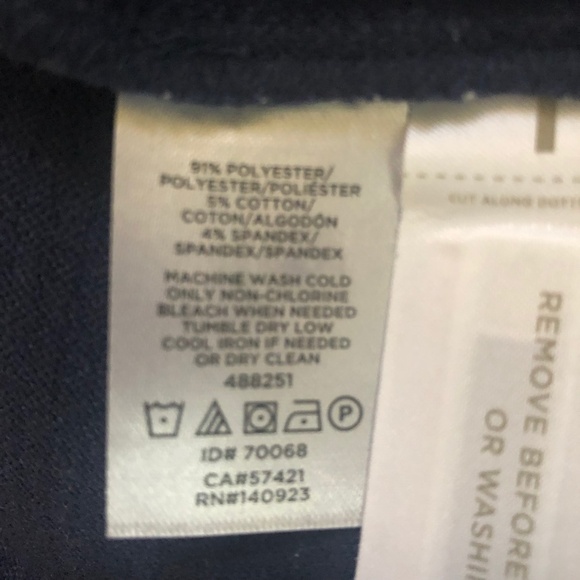 91% POLYESTER/
POLYESTER/POLIÉSTER
5% COTTON/
COTON/ALGODÓN
4% SPANDEX/
SPANDEX/SPANDEX
MACHINE WASH COLD
ONLY NON-CHLORINE
BLEACH WHEN NEEDED
TUMBLE DRY LOW
COOL IRON IF NEEDED
OR DRY CLEAN
488251
P
ID# 70068
CA#57421
RN#140923
CUT ALONG
REMOVE BEFORE
OR